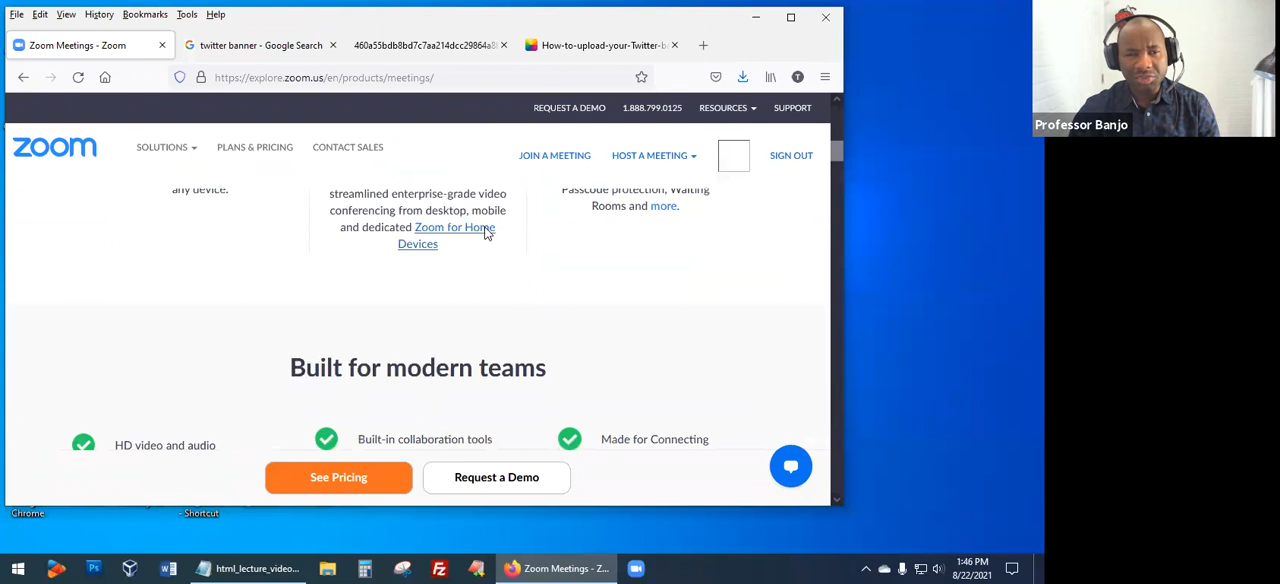 File Edit View History Bookmarks Tools Help
Zoom Meetings - Zoom
twitter banner - Google Search
460a55bdb8bd7c7aa214dcc29864a8
How-to-upload-your-Twitter-b
https://explore.zoom.us/en/products/meetings/
REQUEST A DEMO 1.888.799.0125 RESOURCES SUPPORT
zoom SOLUTIONS PLANS & PRICING CONTACT SALES JOIN A MEETING HOST A MEETING SIGN OUT
any device.
streamlined enterprise-grade video
conferencing from desktop, mobile
and dedicated Zoom for Home
Devices
Passcode protection, Waiting
Rooms and more.
Built for modern teams
HD video and audio
Built-in collaboration tools
Made for Connecting
See Pricing Request a Demo
Chrome
- Shortcut
html_lecture_video...
Zoom Meetings - Z...
1:46 PM
8/22/2021
Professor Banjo